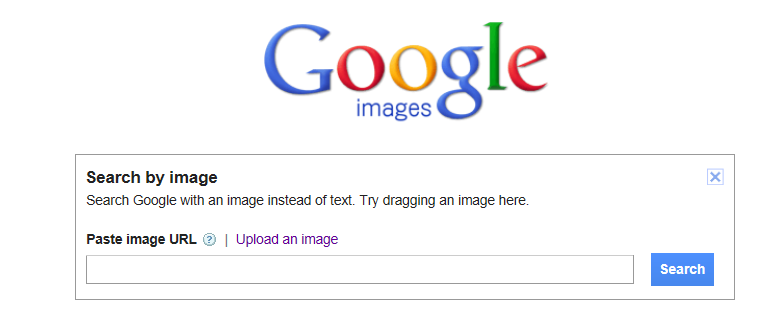 Google
images
Search by image
Search Google with an image instead of text. Try dragging an image here.
Paste image URL ? | Upload an image
Search